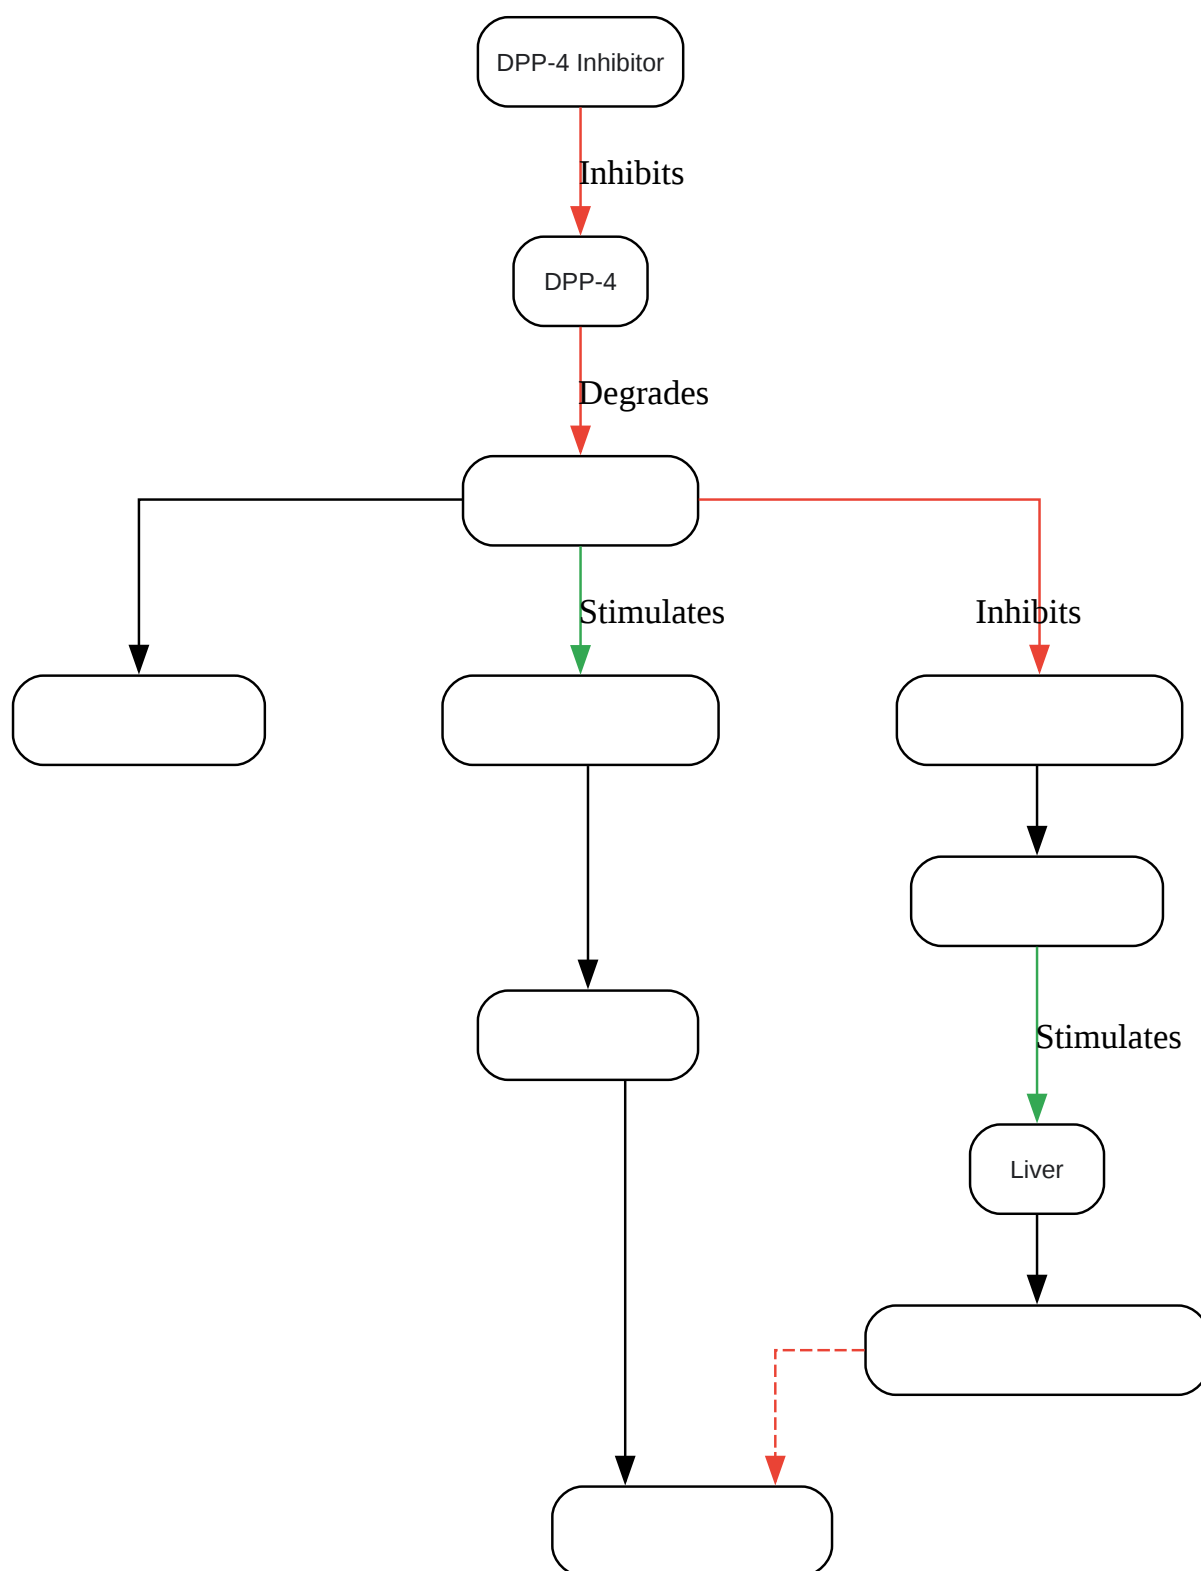 DPP-4 Inhibitor
Inhibits
DPP-4
Degrades
Stimulates
Inhibits
Stimulates
Liver